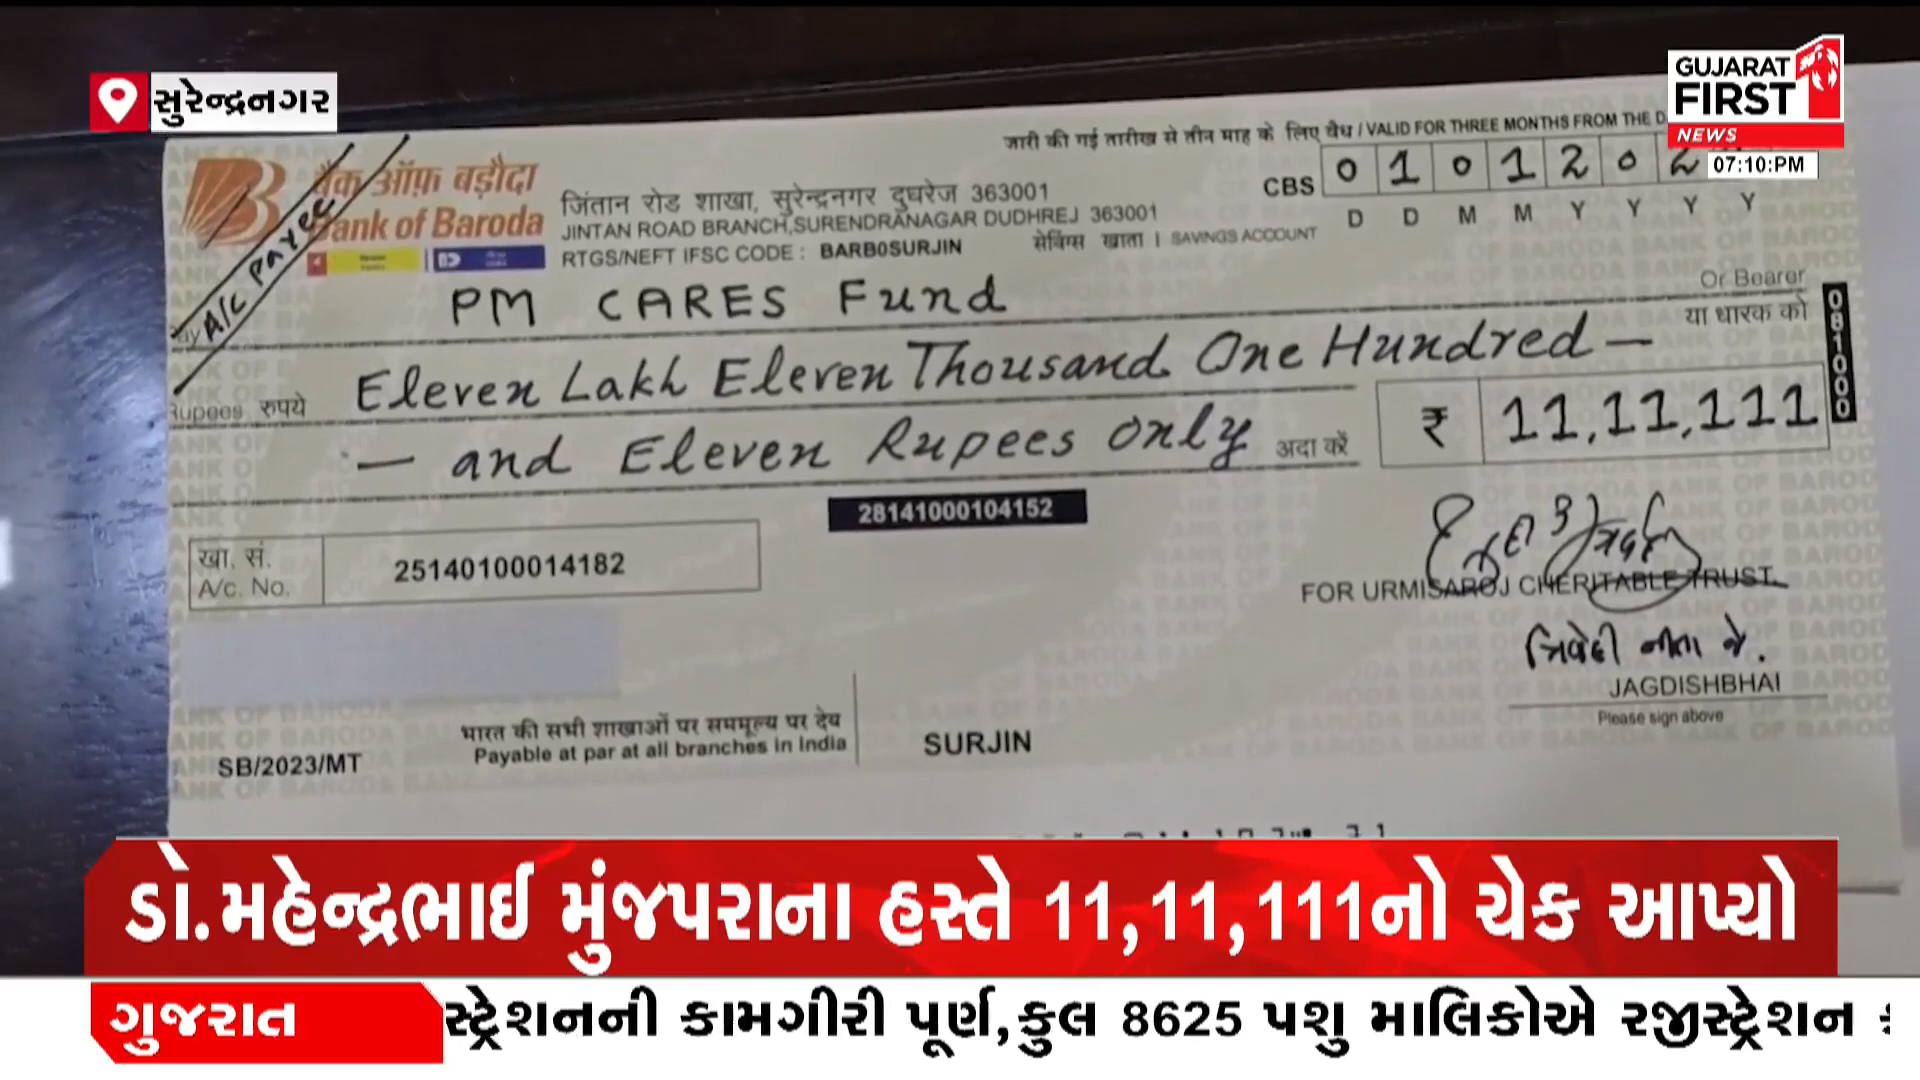 સુરેન્દ્રનગર
GUJARAT
FIRST
NEWS
07:10:PM
जारी की गई तारीख से तीन माह के लिए वैध / VALID FOR THREE MONTHS FROM THE D
A/C Payee
बैंक ऑफ़ बड़ौदा
Bank of Baroda
जिंतान रोड शाखा, सुरेन्द्रनगर दुधरेज 363001
JINTAN ROAD BRANCH,SURENDRANAGAR DUDHREJ 363001
RTGS/NEFT IFSC CODE : BARB0SURJIN
सेविंग्स खाता । SAVINGS ACCOUNT
CBS 0 1 0 1 2 0 2
D D M M Y Y Y Y
PM CARES Fund
Or Bearer
या धारक को
Rupees रुपये Eleven Lakh Eleven Thousand One Hundred —
— and Eleven Rupees only अदा करें
₹ 11,11,111
081000
28141000104152
खा. सं.
A/c. No. 25140100014182
FOR URMISAROJ CHERITABLE TRUST.
ત્રિવેદી નીતા જે.
JAGDISHBHAI
Please sign above
भारत की सभी शाखाओं पर सममूल्य पर देय
Payable at par at all branches in India
SURJIN
SB/2023/MT
ડો.મહેન્દ્રભાઈ મુંજપરાના હસ્તે 11,11,111નો ચેક આપ્યો
ગુજરાત
સ્ટ્રેશનની કામગીરી પૂર્ણ,કુલ 8625 પશુ માલિકોએ રજીસ્ટ્રેશન